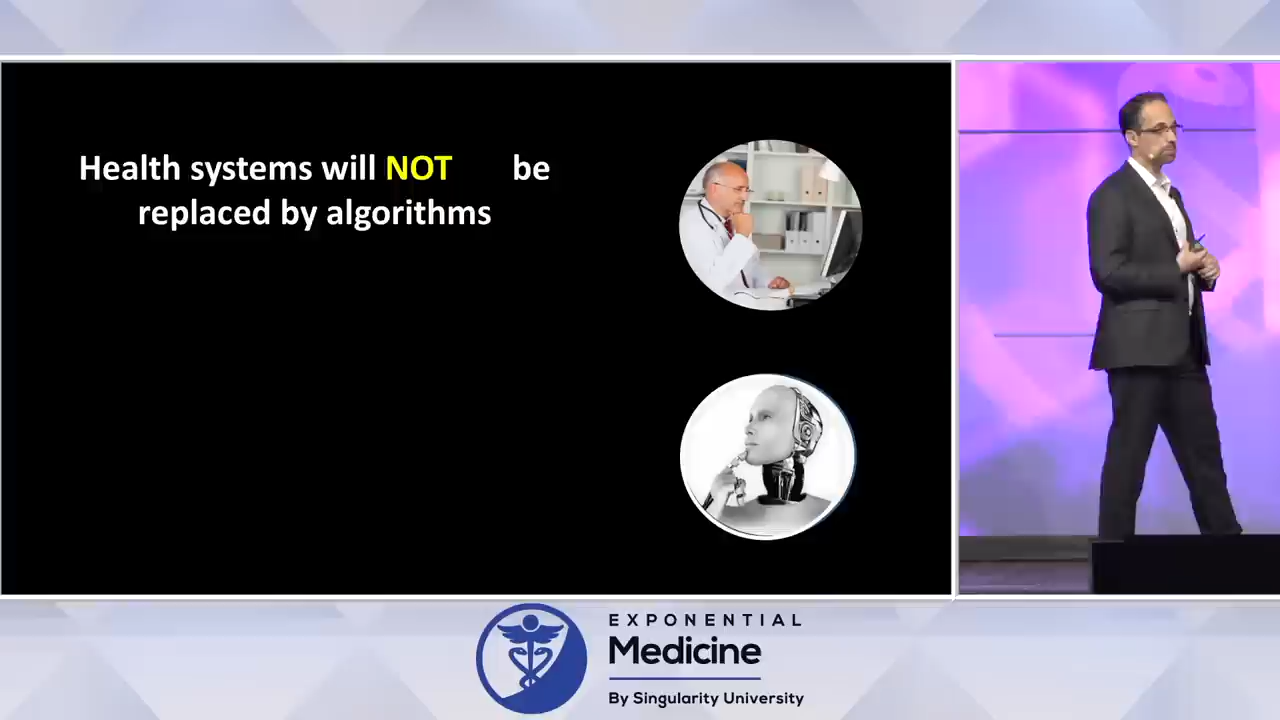 Health systems will NOT be
replaced by algorithms
EXPONENTIAL
Medicine
By Singularity University